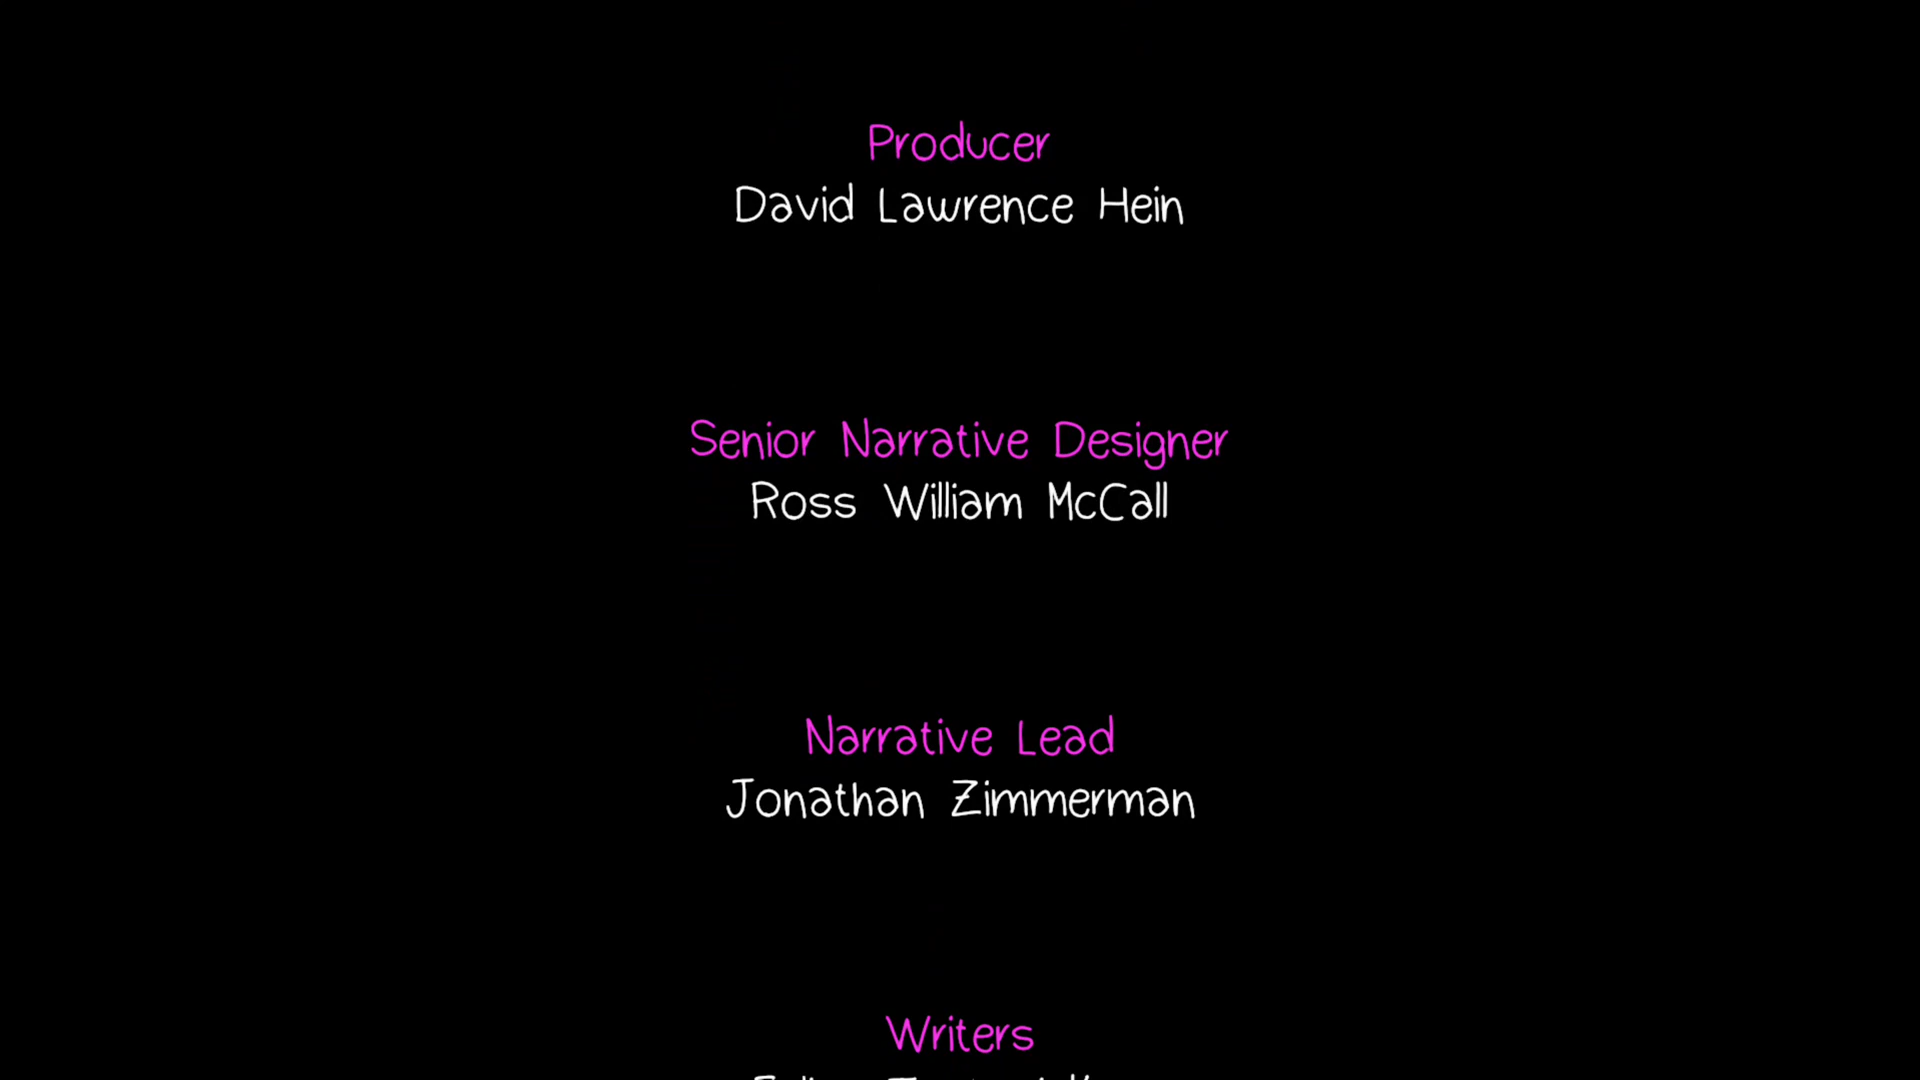 Producer
David Lawrence Hein
Senior Narrative Designer
Ross William McCall
Narrative Lead
Jonathan Zimmerman
Writers